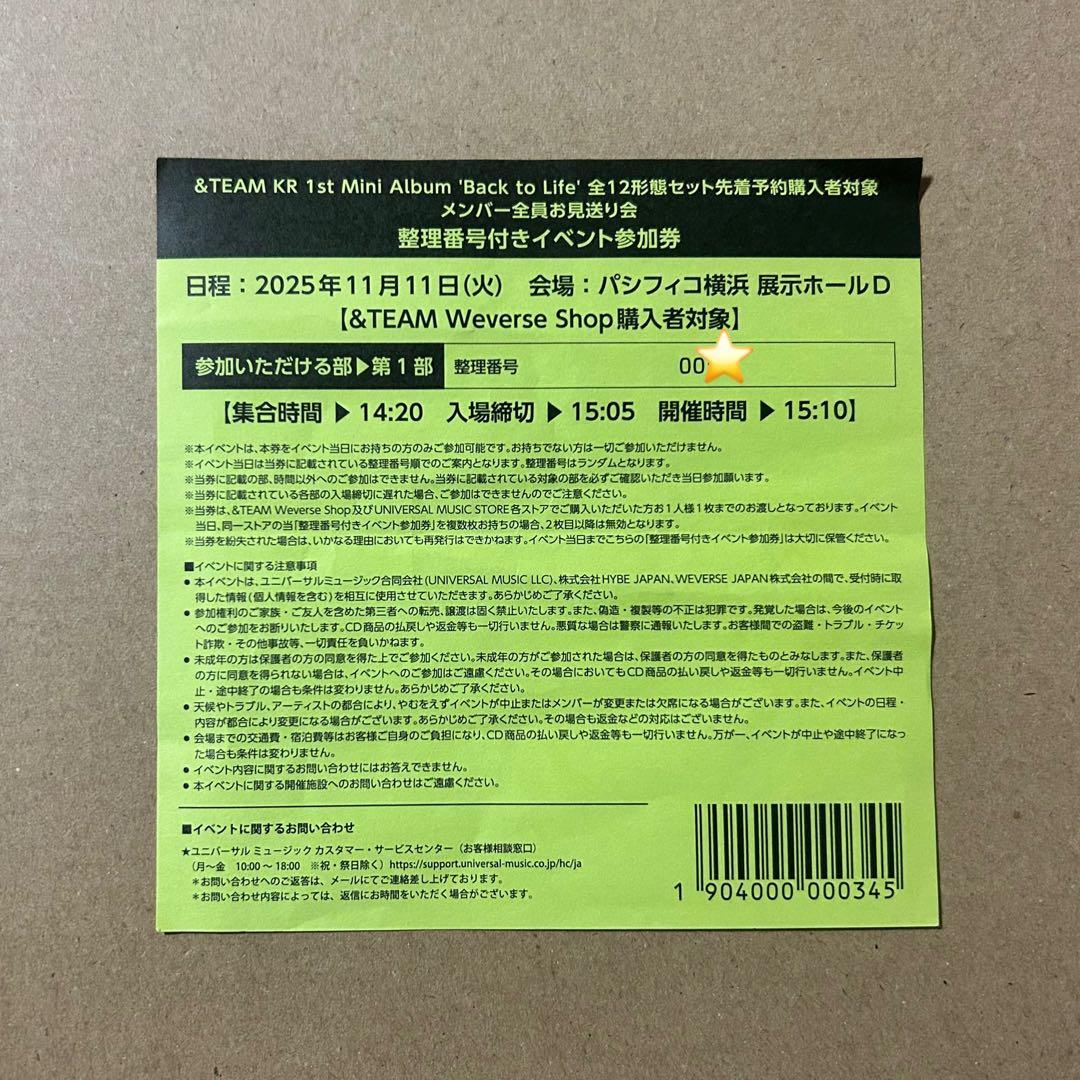 &TEAM KR 1st Mini Album 'Back to Life' 全12形態セット先着予約購入者対象
メンバー全員お見送り会
整理番号付きイベント参加券
日程：2025年11月11日(火)　会場：パシフィコ横浜 展示ホールD
【&TEAM Weverse Shop購入者対象】
参加いただける部▶第1部　整理番号　00
【集合時間 ▶ 14:20　入場締切 ▶ 15:05　開催時間 ▶ 15:10】
※本イベントは、本券をイベント当日にお持ちの方のみご参加可能です。お持ちでない方は一切ご参加いただけません。
※イベント当日は当券に記載されている整理番号順でのご案内となります。整理番号はランダムとなります。
※当券に記載の部、時間以外へのご参加はできません。当券に記載されている対象の部を必ずご確認いただき当日参加願います。
※当券に記載されている各部の入場締切に遅れた場合、ご参加はできませんのでご注意ください。
※当券は、&TEAM Weverse Shop及びUNIVERSAL MUSIC STORE各ストアでご購入いただいた方お1人様1枚までのお渡しとなっております。イベント
当日、同一ストアの当「整理番号付きイベント参加券」を複数枚お持ちの場合、2枚目以降は無効となります。
※当券を紛失された場合は、いかなる理由においても再発行はできかねます。イベント当日までこちらの「整理番号付きイベント参加券」は大切に保管ください。
■イベントに関する注意事項
● 本イベントは、ユニバーサルミュージック合同会社(UNIVERSAL MUSIC LLC)、株式会社HYBE JAPAN、WEVERSE JAPAN株式会社の間で、受付時に取
得した情報(個人情報を含む)を相互に使用させていただきます。あらかじめご了承ください。
● 参加権利のご家族・ご友人を含めた第三者への転売、譲渡は固く禁止いたします。また、偽造・複製等の不正は犯罪です。発覚した場合は、今後のイベント
へのご参加をお断りいたします。CD商品の払戻しや返金等も一切行いません。悪質な場合は警察に通報いたします。お客様間での盗難・トラブル・チケッ
ト詐欺・その他事故等、一切責任を負いかねます。
● 未成年の方は保護者の方の同意を得た上でご参加ください。未成年の方がご参加された場合は、保護者の方の同意を得たものとみなします。また、保護者
の方に同意を得られない場合は、イベントへのご参加はご遠慮ください。その場合においてもCD商品の払い戻しや返金等も一切行いません。イベント中
止・途中終了の場合も条件は変わりません。あらかじめご了承ください。
● 天候やトラブル、アーティストの都合により、やむをえずイベントが中止またはメンバーが変更または欠席になる場合がございます。また、イベントの日程・
内容が都合により変更になる場合がございます。あらかじめご了承ください。その場合も返金などの対応はございません。
● 会場までの交通費・宿泊費等はお客様ご自身のご負担になり、CD商品の払い戻しや返金等も一切行いません。万が一、イベントが中止や途中終了になっ
た場合も条件は変わりません。
● イベント内容に関するお問い合わせにはお答えできません。
● 本イベントに関する開催施設へのお問い合わせはご遠慮ください。
■イベントに関するお問い合わせ
★ユニバーサル ミュージック カスタマー・サービスセンター（お客様相談窓口）
（月～金　10:00～18:00　※祝・祭日除く）https://support.universal-music.co.jp/hc/ja
＊お問い合わせへのご返答は、メールにてご連絡差し上げております。
＊お問い合わせ内容によっては、返信にお時間をいただく場合がございます。
1 904000 000345